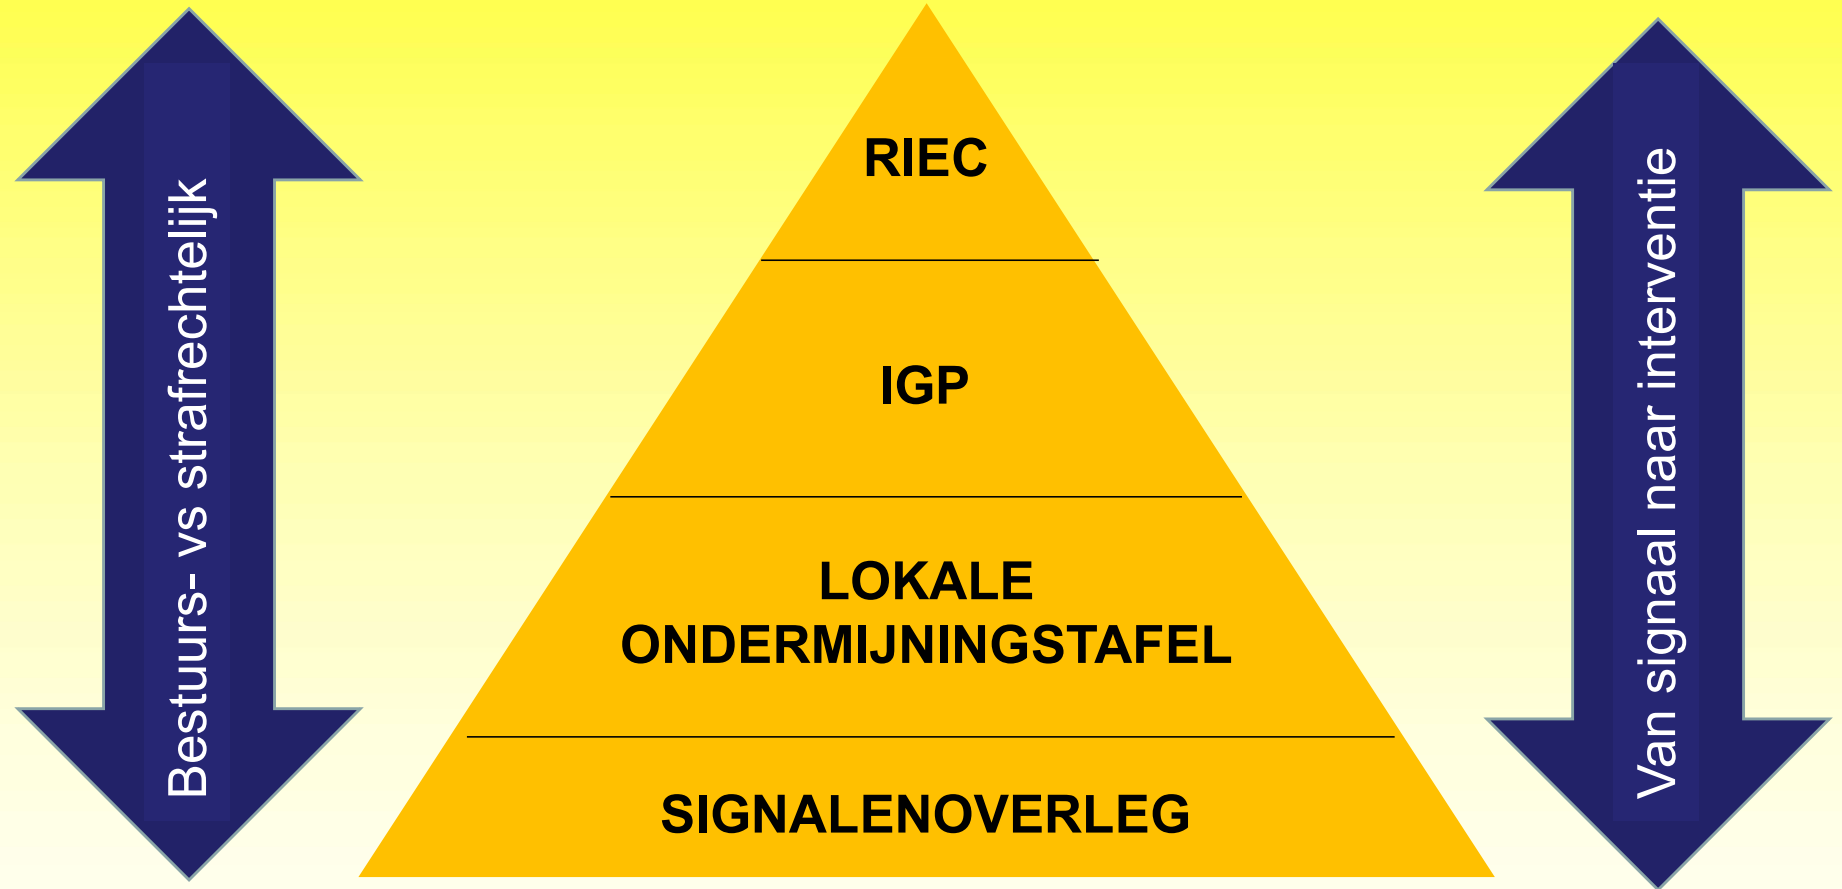 Bestuurs- vs strafrechtelijk
RIEC
IGP
LOKALE
ONDERMIJNINGSTAFEL
SIGNALENOVERLEG
Van signaal naar interventie